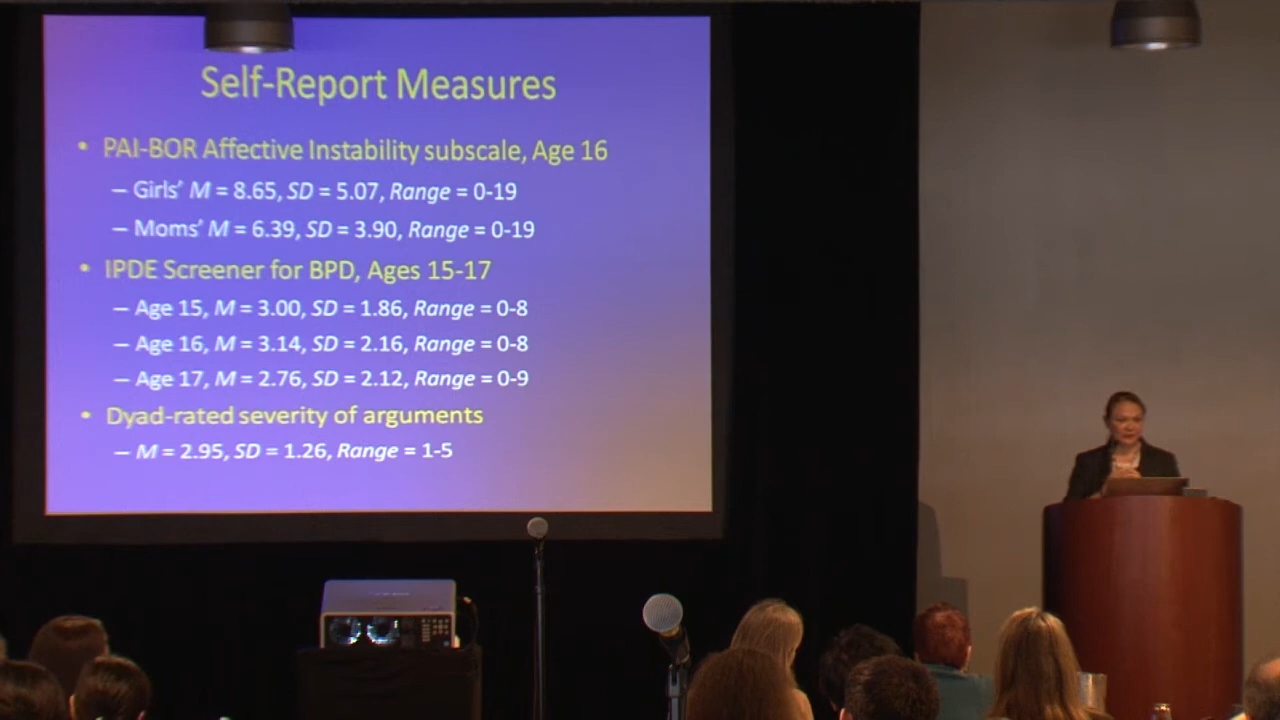 Self-Report Measures
• PAI-BOR Affective Instability subscale, Age 16
– Girls' M = 8.65, SD = 5.07, Range = 0-19
– Moms' M = 6.39, SD = 3.90, Range = 0-19
• IPDE Screener for BPD, Ages 15-17
– Age 15, M = 3.00, SD = 1.86, Range = 0-8
– Age 16, M = 3.14, SD = 2.16, Range = 0-8
– Age 17, M = 2.76, SD = 2.12, Range = 0-9
• Dyad-rated severity of arguments
– M = 2.95, SD = 1.26, Range = 1-5